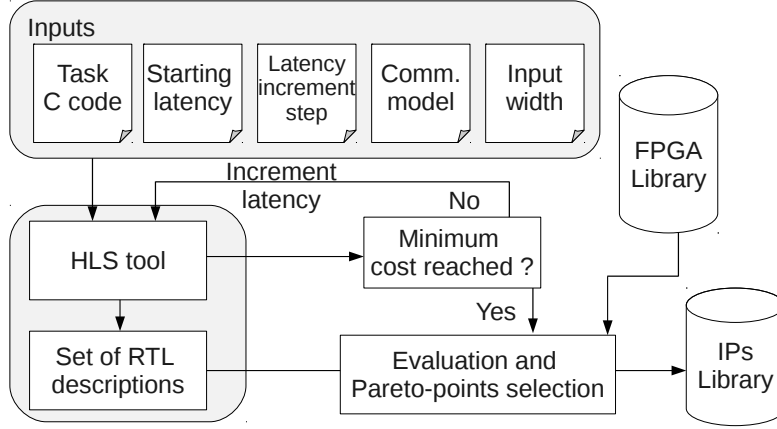 Inputs
Task
C code
Starting
latency
Latency
increment
step
Comm.
model
Input
width
FPGA
Library
Increment
latency
No
HLS tool
Minimum
cost reached ?
Yes
Set of RTL
descriptions
Evaluation and
Pareto-points selection
IPs
Library